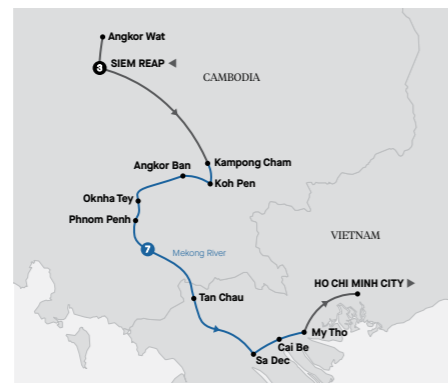 Angkor Wat
3 SIEM REAP ◀
CAMBODIA
Angkor Ban
Kampong Cham
Koh Pen
Oknha Tey
Phnom Penh
VIETNAM
7
Mekong River
HO CHI MINH CITY ▶
Tan Chau
My Tho
Cai Be
Sa Dec